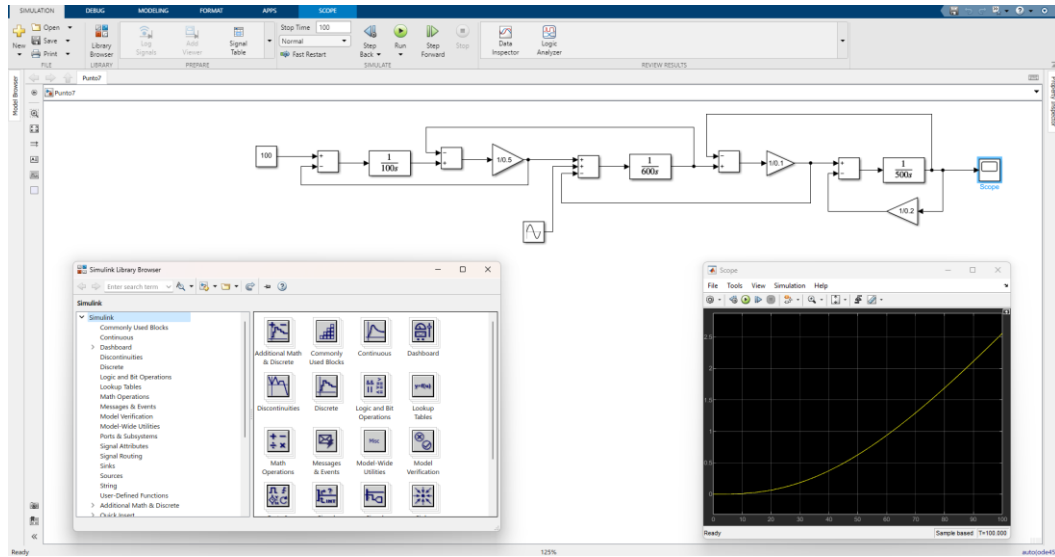 SIMULATION DEBUG MODELING FORMAT APPS SCOPE
New
Open
Save
Print
FILE
Library Browser
LIBRARY
Log Signals
Add Viewer
Signal Table
PREPARE
Stop Time 100
Normal
Fast Restart
Step Back
Run
Step Forward
Stop
SIMULATE
Data Inspector
Logic Analyzer
REVIEW RESULTS
Model Browser
Punto7
Punto7
100
1
100s
1/0.5
1
600s
1/0.1
1
500s
1/0.2
Scope
Simulink Library Browser
Enter search term
Simulink
Simulink
Commonly Used Blocks
Continuous
Dashboard
Discontinuities
Discrete
Logic and Bit Operations
Lookup Tables
Math Operations
Messages & Events
Model Verification
Model-Wide Utilities
Ports & Subsystems
Signal Attributes
Signal Routing
Sinks
Sources
String
User-Defined Functions
Additional Math & Discrete
Quick Insert
Additional Math & Discrete
Commonly Used Blocks
Continuous
Dashboard
Discontinuities
Discrete
Logic and Bit Operations
Lookup Tables
Math Operations
Messages & Events
Misc
Model-Wide Utilities
Model Verification
Scope
File Tools View Simulation Help
2.5
2
1.5
1
0.5
0
0 10 20 30 40 50 60 70 80 90 100
Ready
Sample based T=100.000
Ready
125%
auto(ode45